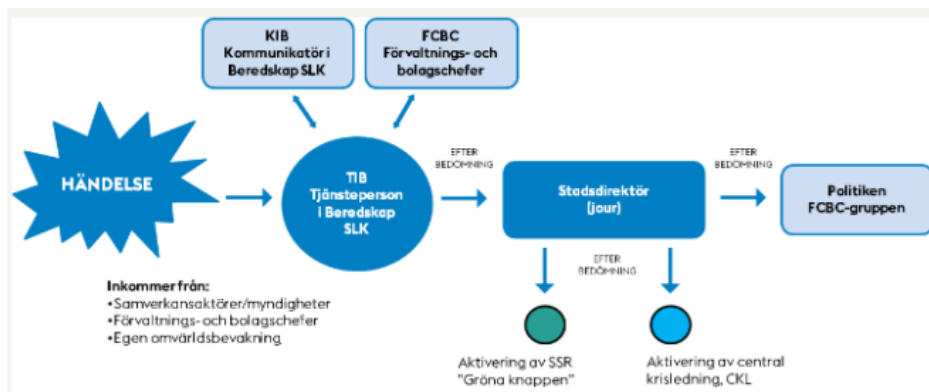 KIB
Kommunikatör i
Beredskap SLK
FCBC
Förvaltnings- och
bolagschefer
HÄNDELSE
TIB
Tjänsteperson
i Beredskap
SLK
EFTER
BEDÖMNING
Stadsdirektör
(jour)
EFTER
BEDÖMNING
Politiken
FCBC-gruppen
Inkommer från:
•Samverkansaktörer/myndigheter
•Förvaltnings- och bolagschefer
•Egen omvärldsbevakning
EFTER
BEDÖMNING
Aktivering av SSR
"Gröna knappen"
Aktivering av central
krisledning, CKL